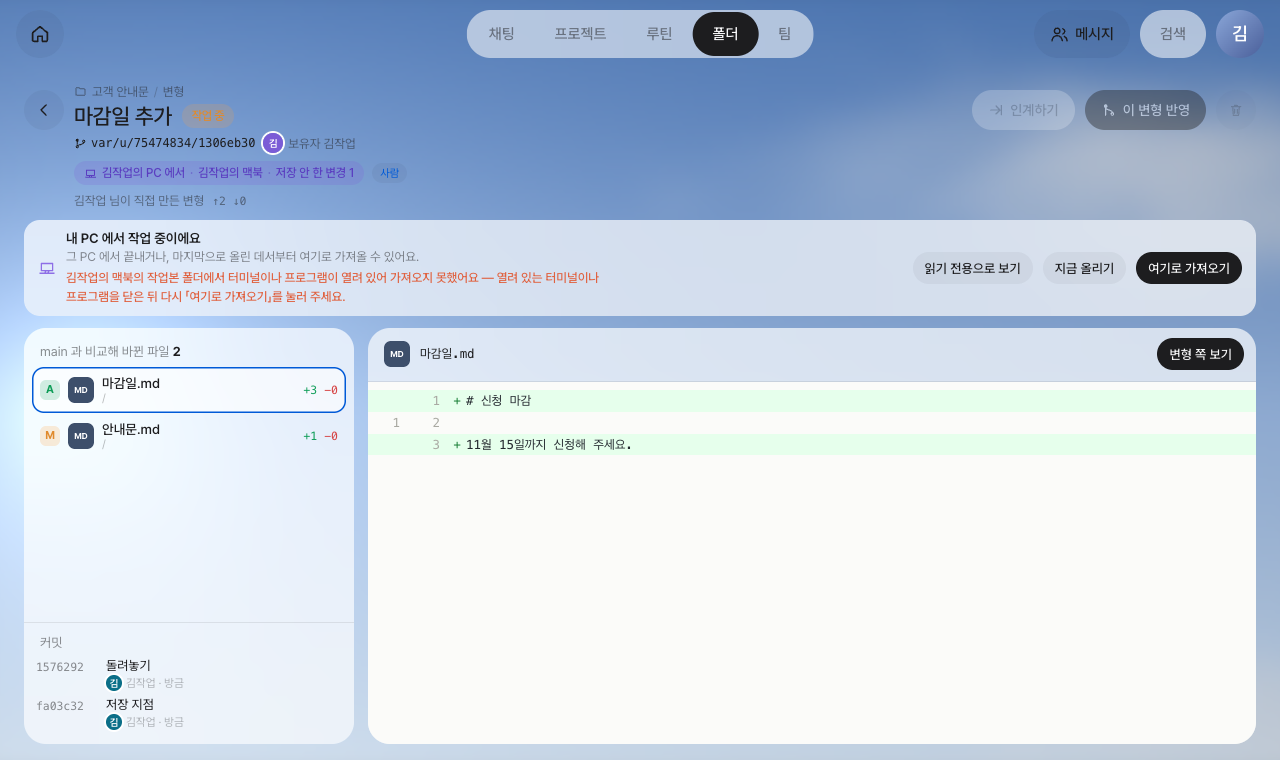 채팅 프로젝트 루틴 폴더 팀
메시지 검색 김
고객 안내문 / 변형
마감일 추가 작업 중
인계하기 이 변형 반영
var/u/75474834/1306eb30 김 보유자 김작업
김작업의 PC 에서 · 김작업의 맥북 · 저장 안 한 변경 1 사람
김작업 님이 직접 만든 변형 ↑2 ↓0
내 PC 에서 작업 중이에요
그 PC 에서 끝내거나, 마지막으로 올린 데서부터 여기로 가져올 수 있어요.
김작업의 맥북의 작업본 폴더에서 터미널이나 프로그램이 열려 있어 가져오지 못했어요 — 열려 있는 터미널이나
프로그램을 닫은 뒤 다시 「여기로 가져오기」를 눌러 주세요.
읽기 전용으로 보기 지금 올리기 여기로 가져오기
main 과 비교해 바뀐 파일 2
A MD 마감일.md +3 −0
/
M MD 안내문.md +1 −0
/
커밋
1576292 돌려놓기
김 김작업 · 방금
fa03c32 저장 지점
김 김작업 · 방금
MD 마감일.md 변형 쪽 보기
1 + # 신청 마감
1 2
3 + 11월 15일까지 신청해 주세요.